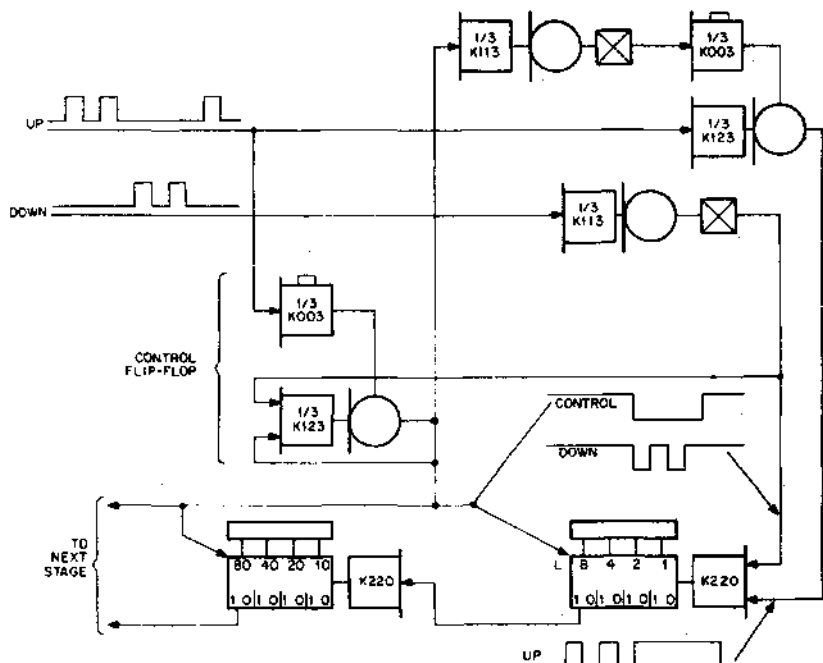 1/3
K113
1/3
K003
UP
1/3
K123
DOWN
1/3
K113
1/3
K003
CONTROL
FLIP-FLOP
1/3
K123
CONTROL
DOWN
TO
NEXT
STAGE
80 40 20 10
K220
1 0 1 0 1 0 1 0
L 8 4 2 1
K220
1 0 1 0 1 0 1 0
UP